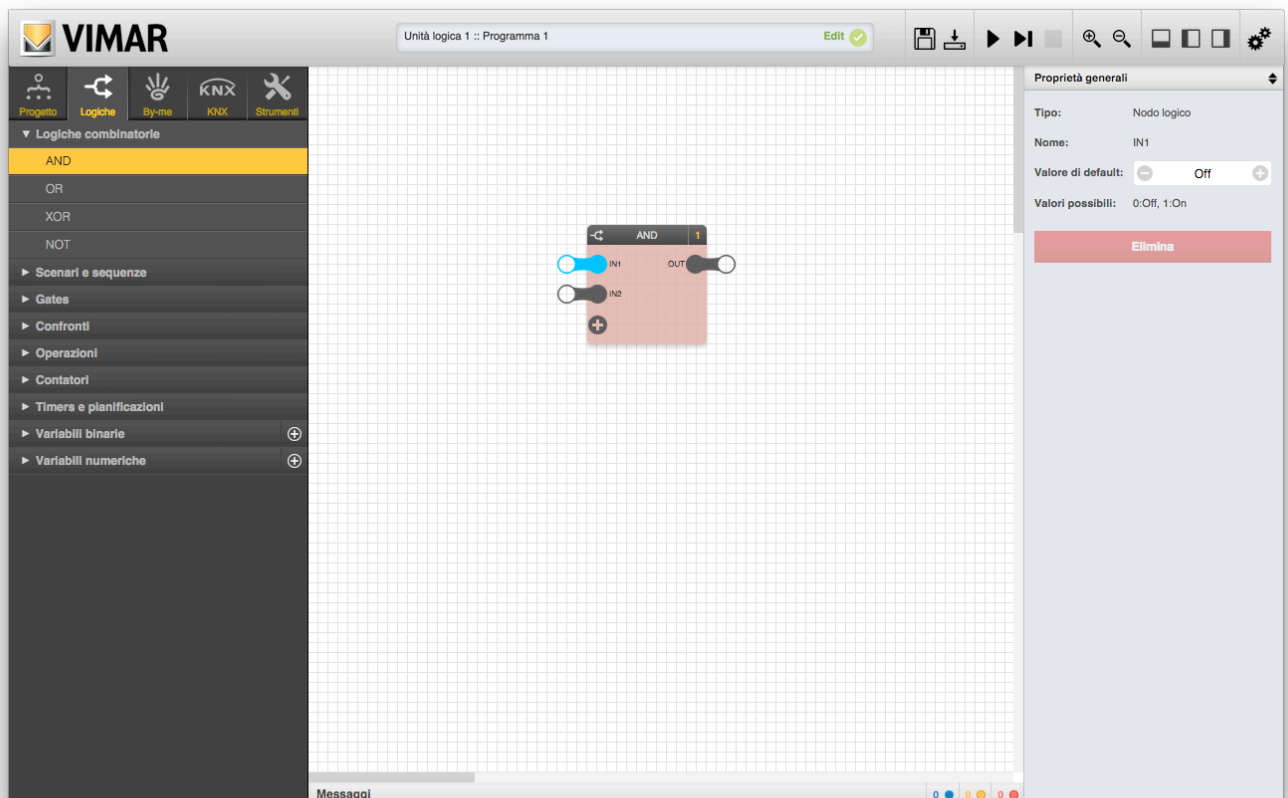 VIMAR
Unità logica 1 :: Programma 1
Edit
Progetto
Logiche
By-me
KNX
KNX
Strumenti
Logiche combinatorie
AND
OR
XOR
NOT
Scenari e sequenze
Gates
Confronti
Operazioni
Contatori
Timers e pianificazioni
Variabili binarie
Variabili numeriche
AND 1
IN1 OUT
IN2
Messaggi
0 0 0
Proprietà generali
Tipo: Nodo logico
Nome: IN1
Valore di default: Off
Valori possibili: 0:Off, 1:On
Elimina